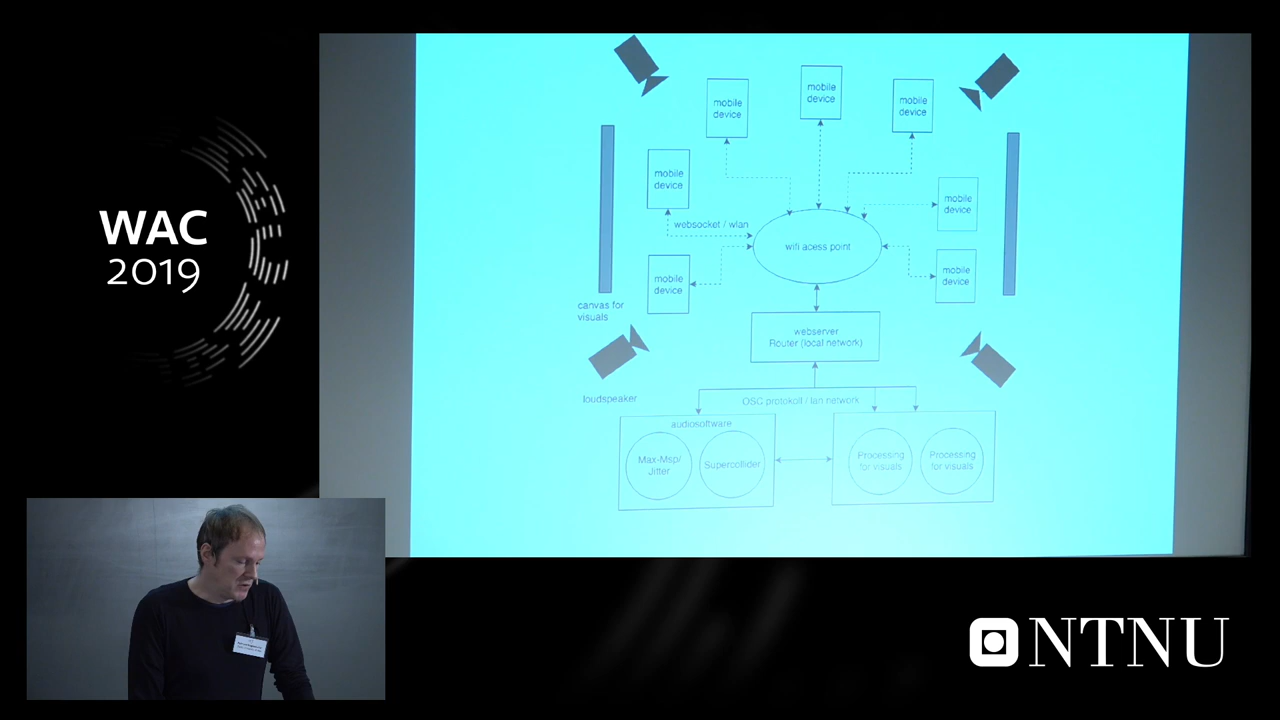 WAC
2019
mobile
device
mobile
device
mobile
device
mobile
device
mobile
device
websocket / wlan
wifi acess point
mobile
device
mobile
device
canvas for
visuals
webserver
Router (local network)
loudspeaker
OSC protokoll / lan network
audiosoftware
Max-Msp/
Jitter
Supercollider
Processing
for visuals
Processing
for visuals
NTNU